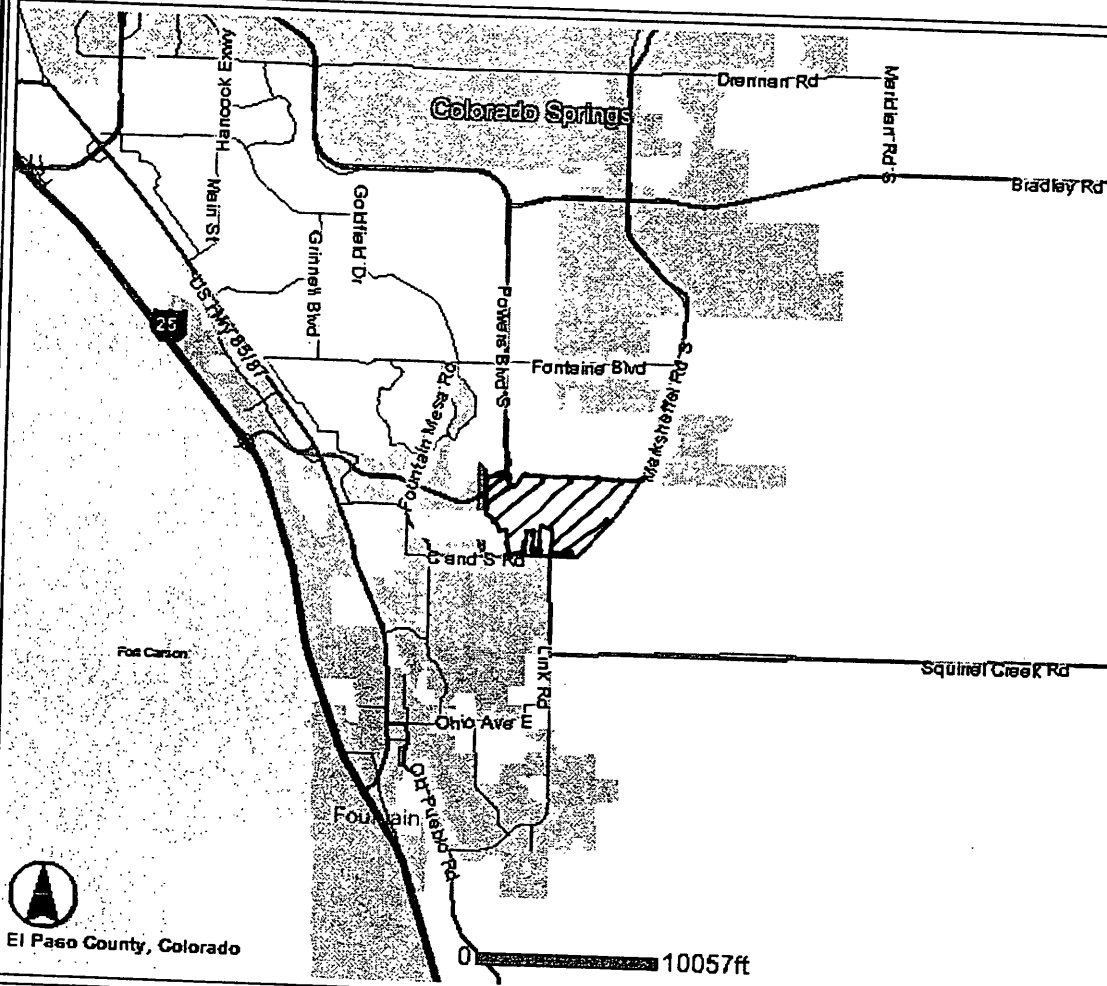 Drennan Rd
Hancock Expy
Meridian Rd S
Colorado Springs
Bradley Rd
Main St
Goldfield Dr
Grinnell Blvd
US HWY 85/87
25
Powers Blvd S
Fontaine Blvd
Marksheffel Rd S
Fountain Mesa Rd
C and S Rd
Fort Carson
Link Rd
Squirrel Creek Rd
Ohio Ave E
Old Pueblo Rd
Fountain
El Paso County, Colorado
0 10057ft